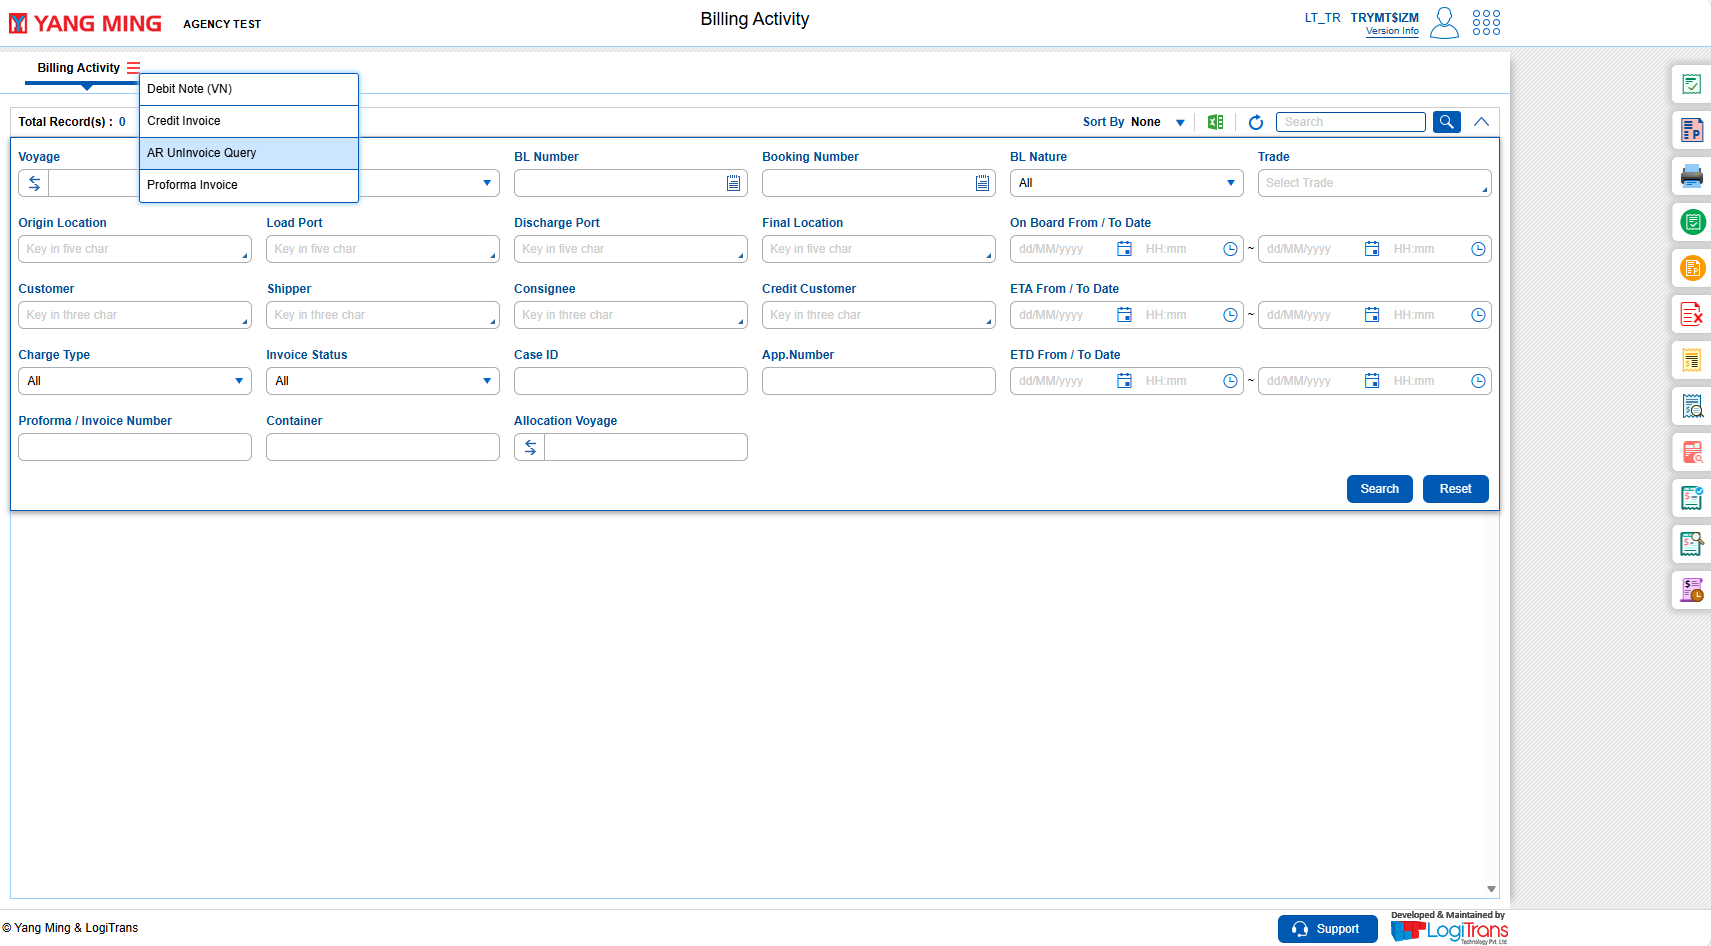 YANG MING
AGENCY TEST
Billing Activity
LT_TR TRYMT$IZM
Version Info
Billing Activity
Debit Note (VN)
Credit Invoice
AR UnInvoice Query
Proforma Invoice
Total Record(s) : 0
Sort By None
Search
Voyage
BL Number
Booking Number
BL Nature
Trade
All
Select Trade
Origin Location
Load Port
Discharge Port
Final Location
On Board From / To Date
Key in five char
Key in five char
Key in five char
Key in five char
dd/MM/yyyy HH:mm ~ dd/MM/yyyy HH:mm
Customer
Shipper
Consignee
Credit Customer
ETA From / To Date
Key in three char
Key in three char
Key in three char
Key in three char
dd/MM/yyyy HH:mm ~ dd/MM/yyyy HH:mm
Charge Type
Invoice Status
Case ID
App.Number
ETD From / To Date
All
All
dd/MM/yyyy HH:mm ~ dd/MM/yyyy HH:mm
Proforma / Invoice Number
Container
Allocation Voyage
Search
Reset
© Yang Ming & LogiTrans
Support
Developed & Maintained by
LogiTrans
Technology Pvt. Ltd.